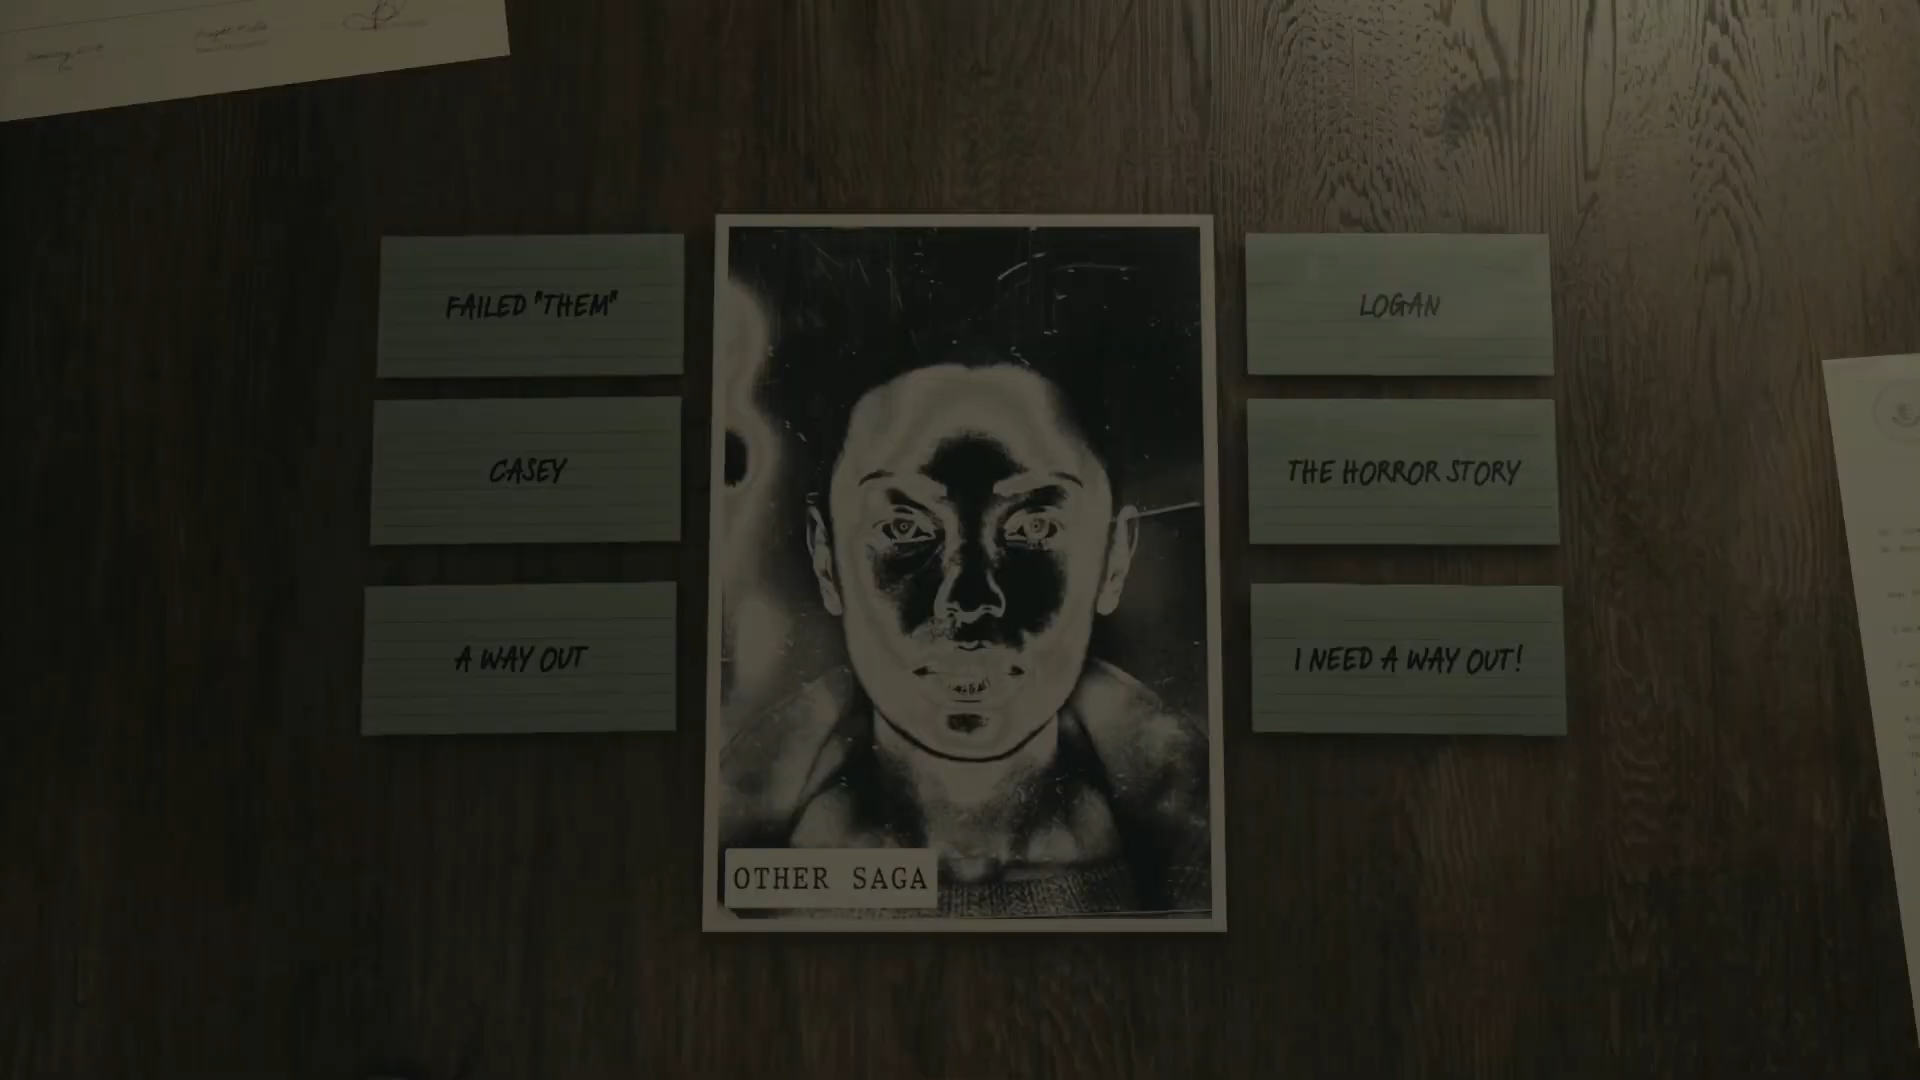 FAILED "THEM"
LOGAN
CASEY
THE HORROR STORY
A WAY OUT
I NEED A WAY OUT!
OTHER SAGA